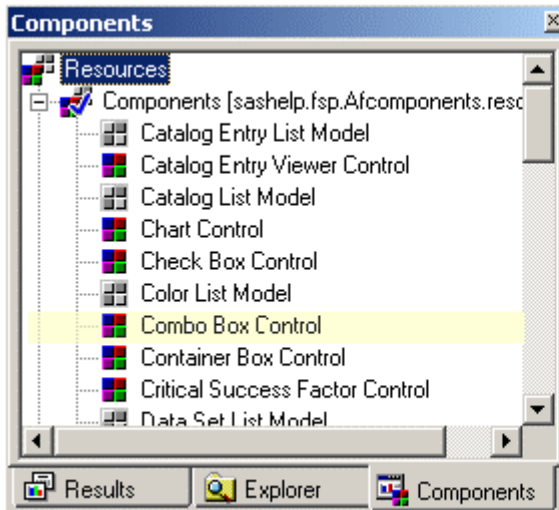 Components
Resources
Components [sashelp.fsp.Afcomponents.resc
Catalog Entry List Model
Catalog Entry Viewer Control
Catalog List Model
Chart Control
Check Box Control
Color List Model
Combo Box Control
Container Box Control
Critical Success Factor Control
Data Set List Model
Results Explorer Components